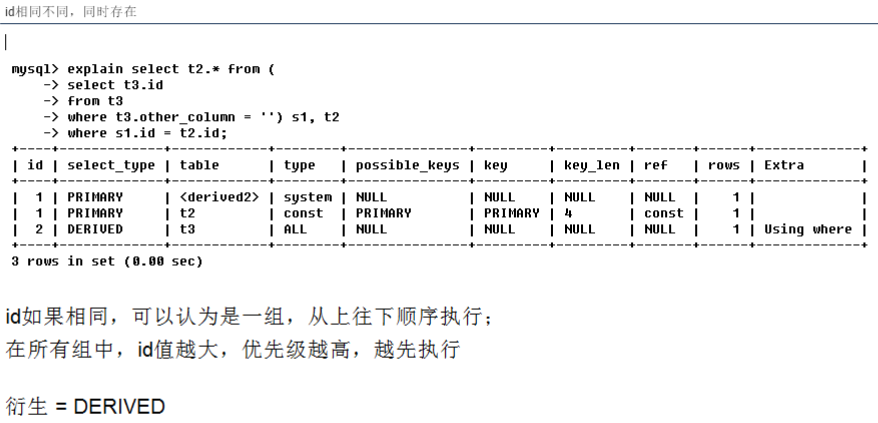 id相同不同，同时存在
mysql> explain select t2.* from (
-> select t3.id
-> from t3
-> where t3.other_column = '') s1, t2
-> where s1.id = t2.id;
+----+-------------+------------+--------+---------------+---------+---------+-------+------+-------------+
| id | select_type | table | type | possible_keys | key | key_len | ref | rows | Extra |
+----+-------------+------------+--------+---------------+---------+---------+-------+------+-------------+
| 1 | PRIMARY | <derived2> | system | NULL | NULL | NULL | NULL | 1 | |
| 1 | PRIMARY | t2 | const | PRIMARY | PRIMARY | 4 | const | 1 | |
| 2 | DERIVED | t3 | ALL | NULL | NULL | NULL | NULL | 1 | Using where |
+----+-------------+------------+--------+---------------+---------+---------+-------+------+-------------+
3 rows in set (0.00 sec)
id如果相同，可以认为是一组，从上往下顺序执行；
在所有组中，id值越大，优先级越高，越先执行
衍生 = DERIVED